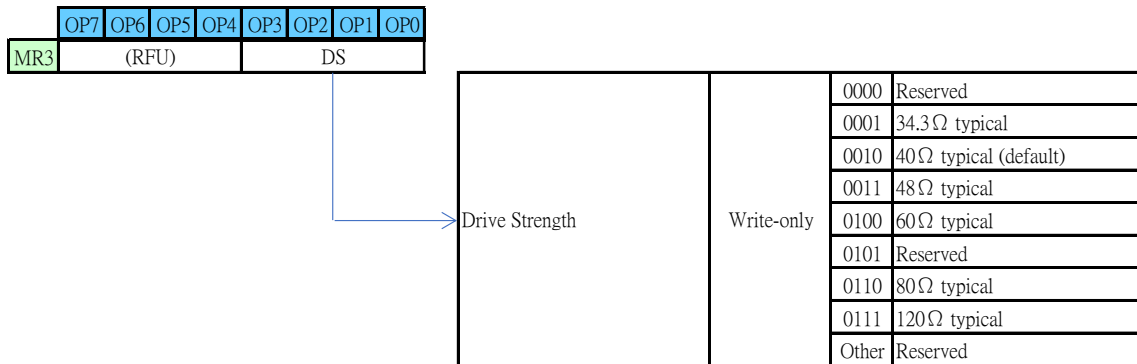 OP7 OP6 OP5 OP4 OP3 OP2 OP1 OP0
MR3 (RFU) DS
0000 Reserved
0001 34.3Ω typical
0010 40Ω typical (default)
0011 48Ω typical
Drive Strength Write-only 0100 60Ω typical
0101 Reserved
0110 80Ω typical
0111 120Ω typical
Other Reserved